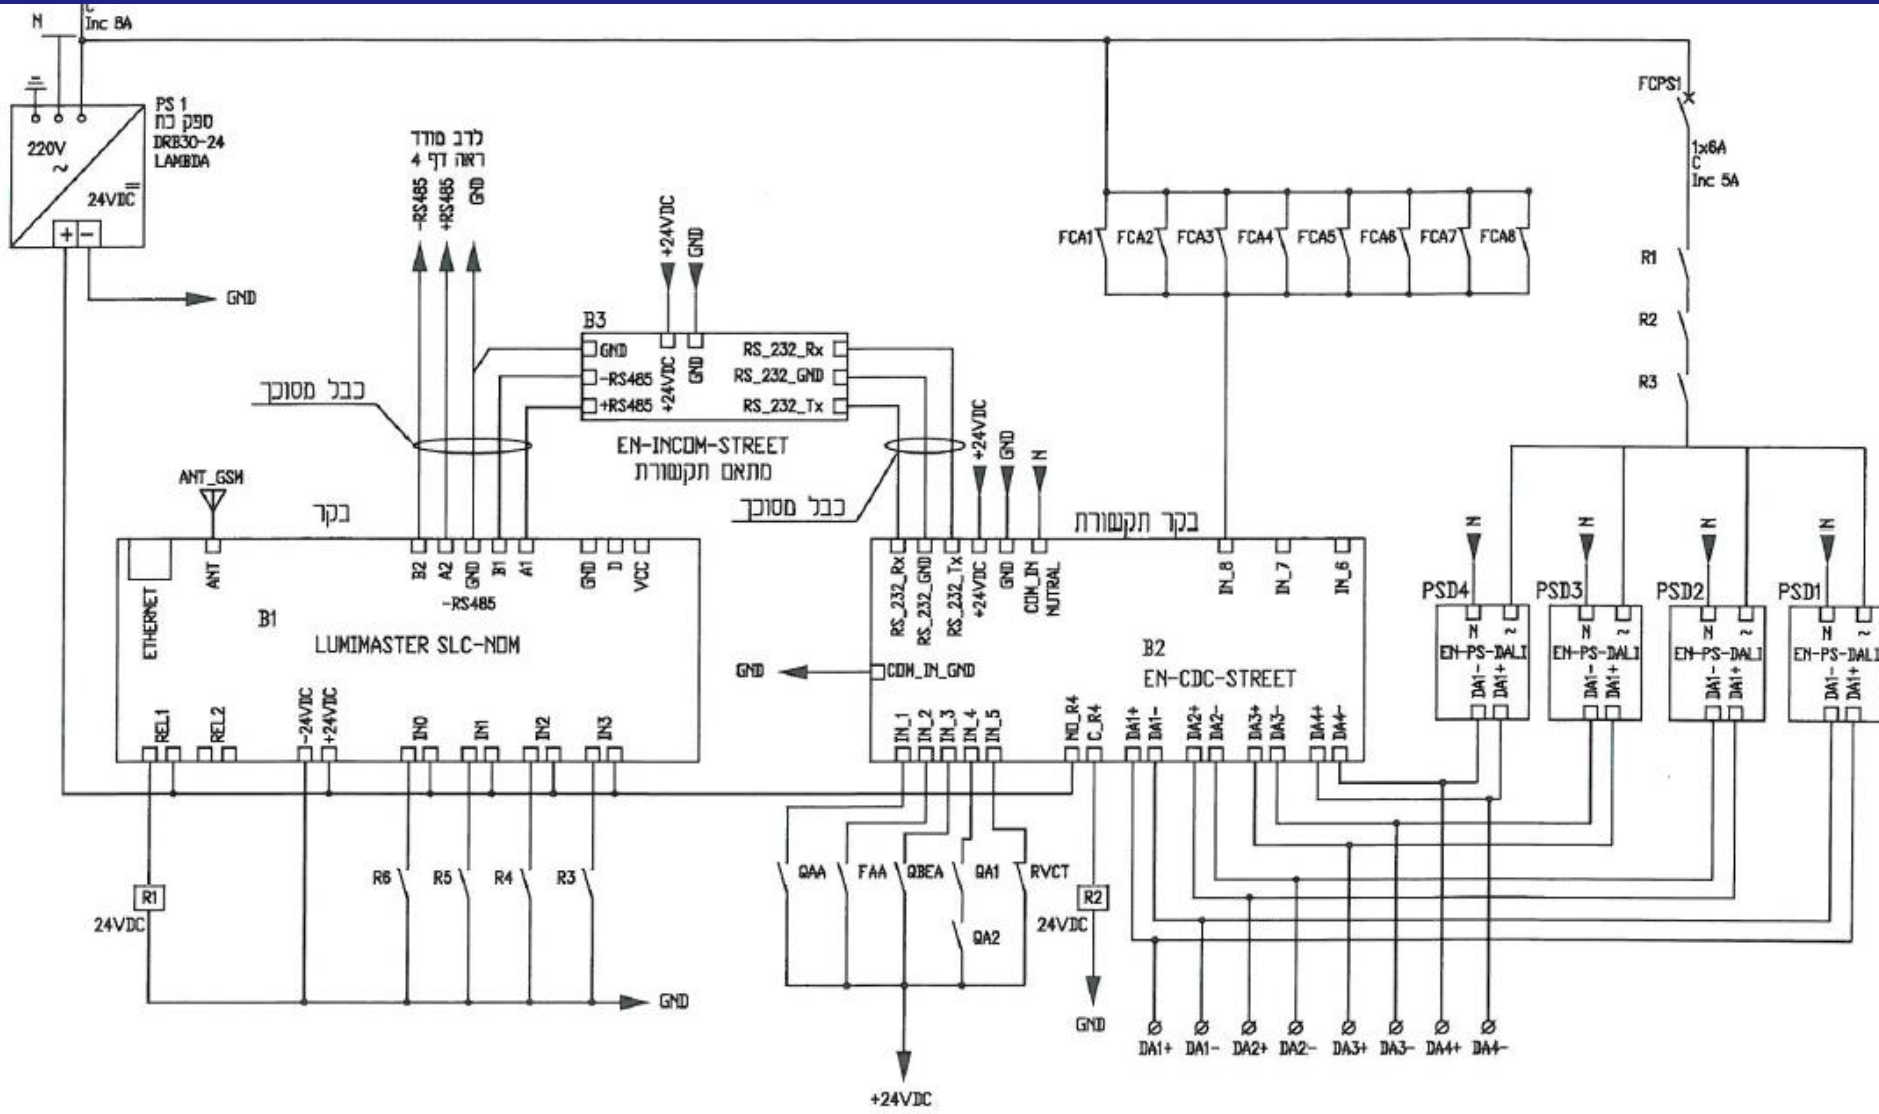 N
C
Inc 8A
PS 1
ספק כח
DRB30-24
LAMBDA
220V
~
24VDC
+ -
GND
לרב מודד
ראה דף 4
-RS485
+RS485
GND
+24VDC
GND
B3
GND
-RS485
+RS485
+24VDC
GND
RS_232_Rx
RS_232_GND
RS_232_Tx
EN-INCOM-STREET
מתאם תקשורת
כבל מסוכך
כבל מסוכך
FCPS1
1x6A
C
Inc 5A
FCA1
FCA2
FCA3
FCA4
FCA5
FCA6
FCA7
FCA8
R1
R2
R3
ANT_GSM
בקר
ETHERNET
ANT
B2
A2
GND
B1
A1
GND
D
VCC
-RS485
B1
LUMIMASTER SLC-NOM
REL1
REL2
-24VDC
+24VDC
IN0
IN1
IN2
IN3
R1
24VDC
R6
R5
R4
R3
GND
+24VDC
GND
N
בקר תקשורת
RS_232_Rx
RS_232_GND
RS_232_Tx
+24VDC
GND
COM_IN
NUTRAL
IN_8
IN_7
IN_6
GND
COM_IN_GND
B2
EN-CDC-STREET
IN_1
IN_2
IN_3
IN_4
IN_5
NO_R4
C_R4
DA1+
DA1-
DA2+
DA2-
DA3+
DA3-
DA4+
DA4-
QAA
FAA
QBEA
QA1
RVCT
QA2
+24VDC
R2
24VDC
GND
N
N
N
N
PSD4
PSD3
PSD2
PSD1
N ~
N ~
N ~
N ~
EN-PS-DALI
EN-PS-DALI
EN-PS-DALI
EN-PS-DALI
DA1-
DA1+
DA1-
DA1+
DA1-
DA1+
DA1-
DA1+
DA1+ DA1- DA2+ DA2- DA3+ DA3- DA4+ DA4-